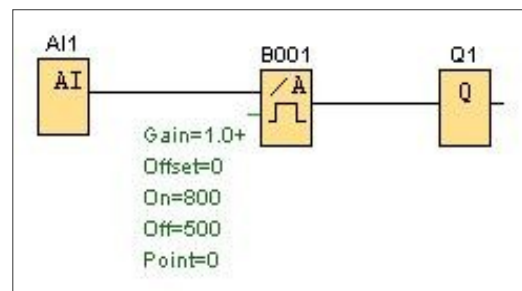 AI1
B001
Q1
AI
/A
Q
Gain=1.0+
Offset=0
On=800
Off=500
Point=0